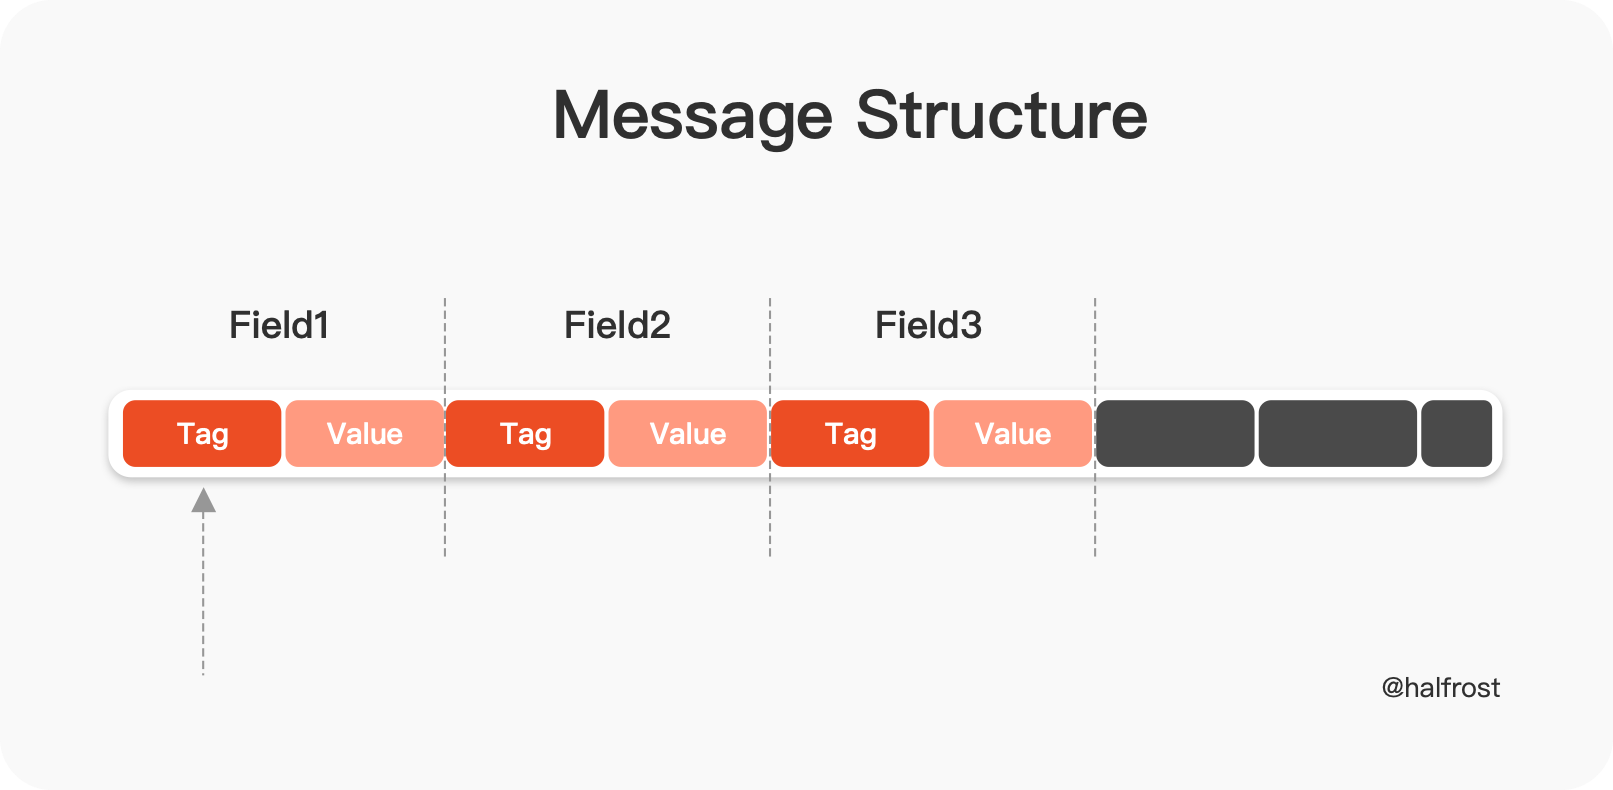 Message Structure
Field1 Field2 Field3
Tag Value Tag Value Tag Value
@halfrost